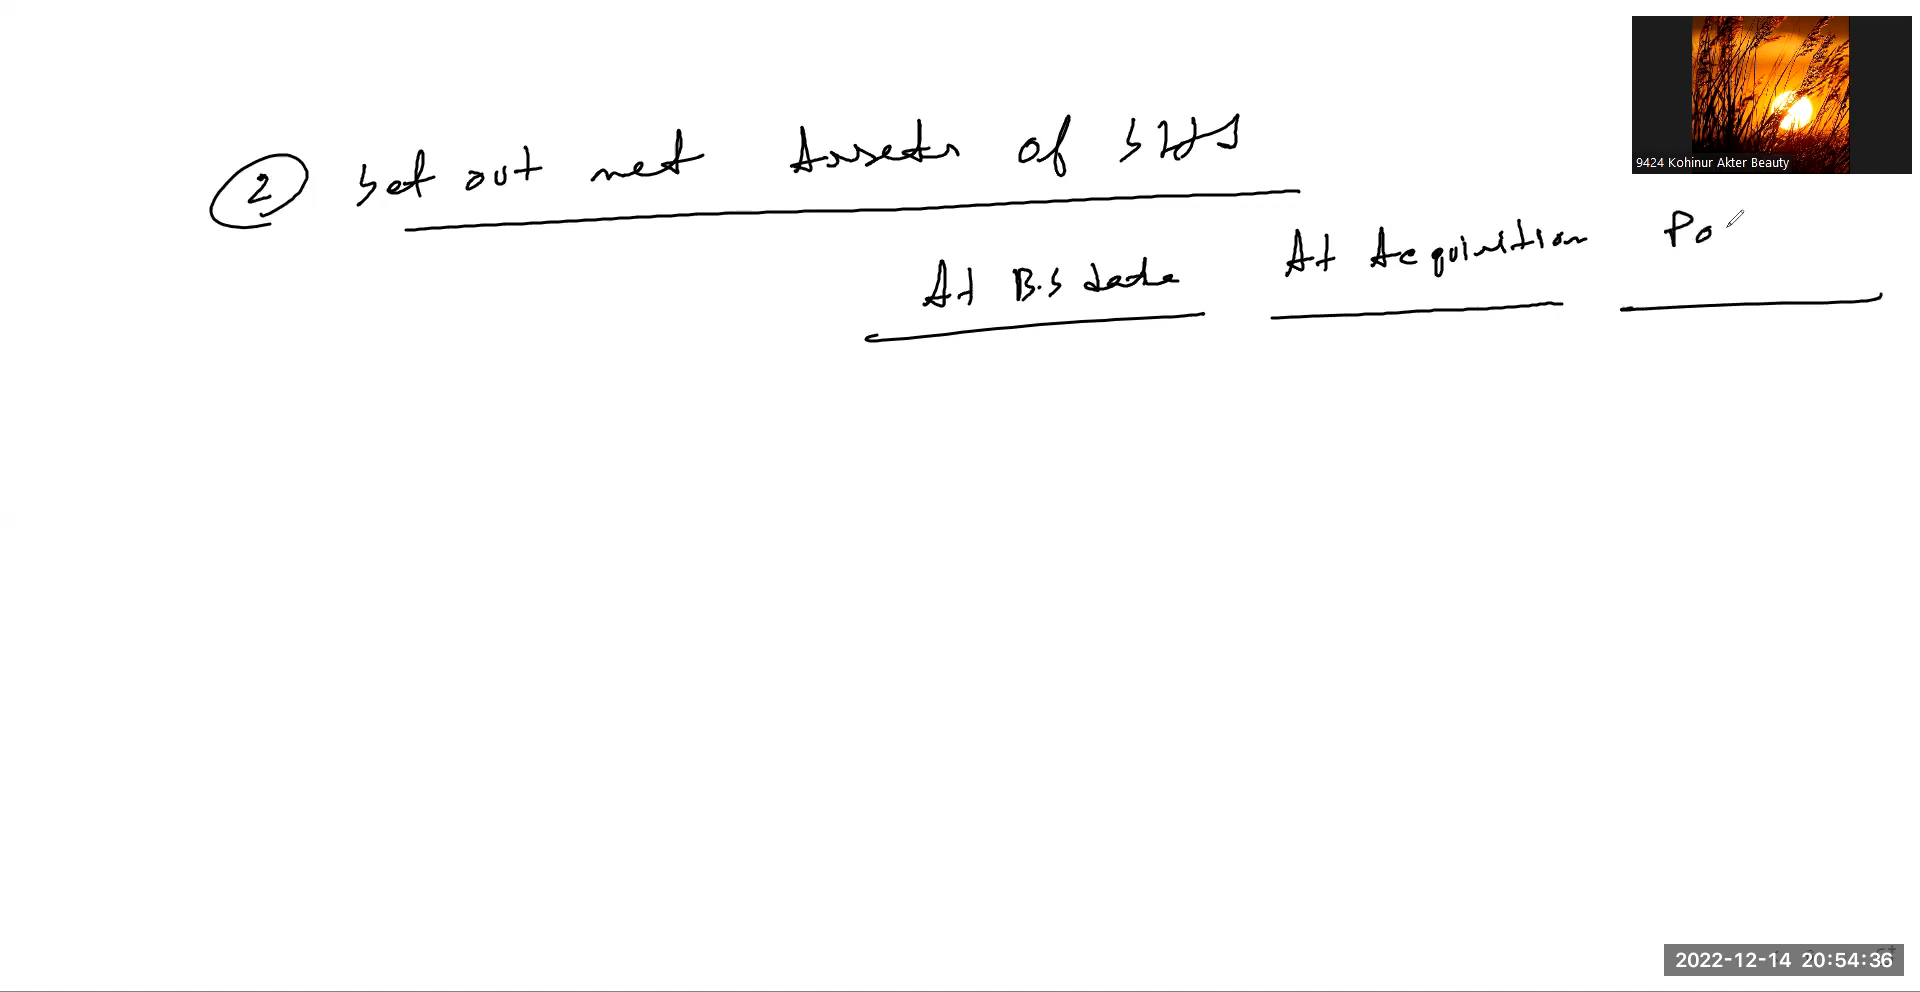 9424 Kohinur Akter Beauty
② Set out net Assets of
At B.S date At Acquisition Po
2022-12-14 20:54:36